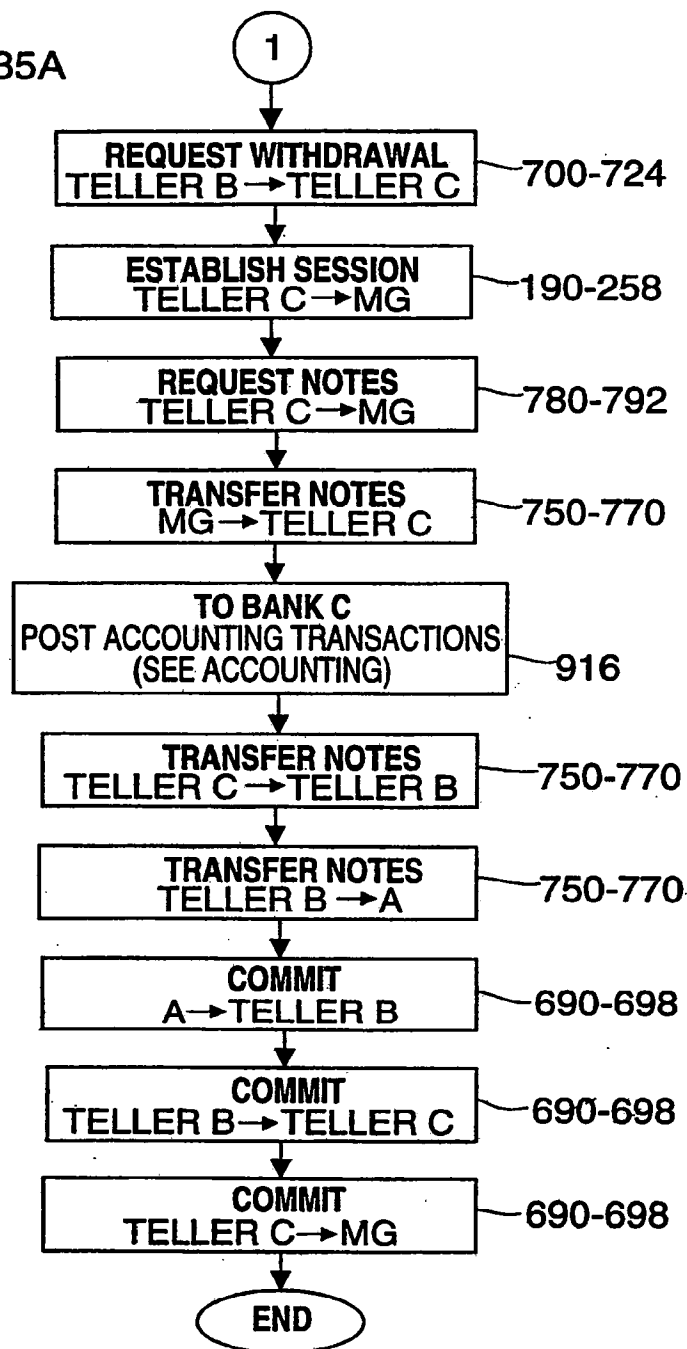 35A
1
REQUEST WITHDRAWAL
TELLER B→TELLER C
700-724
ESTABLISH SESSION
TELLER C→MG
190-258
REQUEST NOTES
TELLER C→MG
780-792
TRANSFER NOTES
MG→TELLER C
750-770
TO BANK C
POST ACCOUNTING TRANSACTIONS
(SEE ACCOUNTING)
916
TRANSFER NOTES
TELLER C→TELLER B
750-770
TRANSFER NOTES
TELLER B→A
750-770
COMMIT
A→TELLER B
690-698
COMMIT
TELLER B→TELLER C
690-698
COMMIT
TELLER C→MG
690-698
END